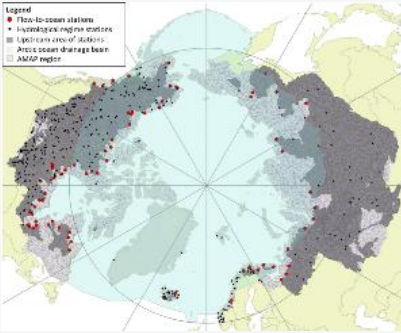 Legend
Flow-to-ocean stations
Hydrological regime stations
Upstream area of stations
Arctic ocean drainage basin
AMAP region